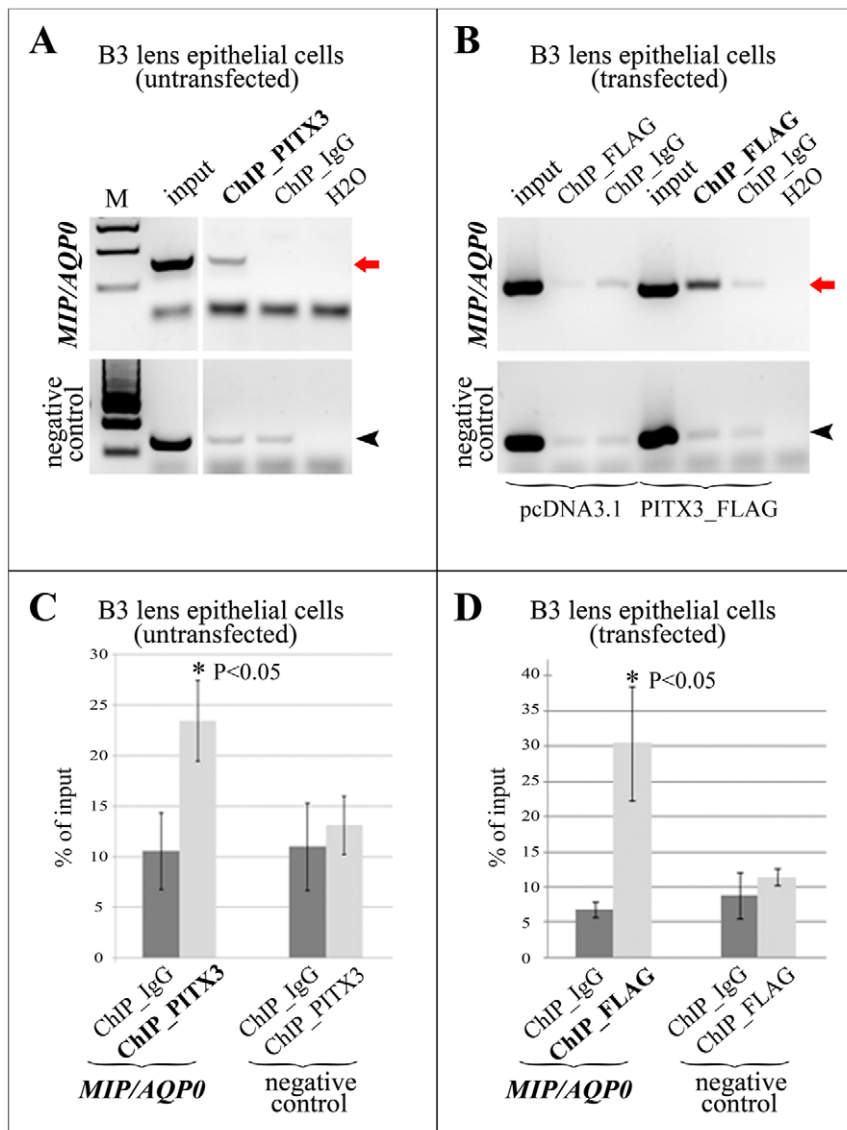 A
B3 lens epithelial cells
(untransfected)
M
input
ChIP_PITX3
ChIP_IgG
H2O
MIP/AQP0
negative
control
B
B3 lens epithelial cells
(transfected)
input
ChIP_FLAG
ChIP_IgG
input
ChIP_FLAG
ChIP_IgG
H2O
MIP/AQP0
negative
control
pcDNA3.1
PITX3_FLAG
C
B3 lens epithelial cells
(untransfected)
* P<0.05
% of input
30
25
20
15
10
5
0
ChIP_IgG
ChIP_PITX3
ChIP_IgG
ChIP_PITX3
MIP/AQP0
negative
control
D
B3 lens epithelial cells
(transfected)
* P<0.05
% of input
40
35
30
25
20
15
10
5
0
ChIP_IgG
ChIP_FLAG
ChIP_IgG
ChIP_FLAG
MIP/AQP0
negative
control